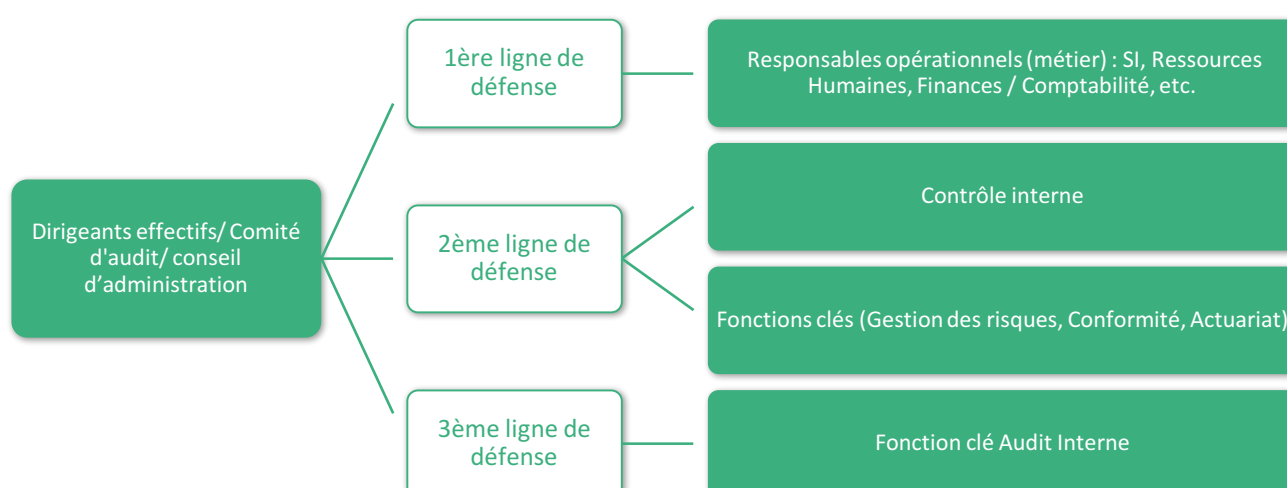 Dirigeants effectifs/ Comité
d'audit/ conseil
d’administration
1ère ligne de
défense
Responsables opérationnels (métier) : SI, Ressources
Humaines, Finances / Comptabilité, etc.
2ème ligne de
défense
Contrôle interne
Fonctions clés (Gestion des risques, Conformité, Actuariat)
3ème ligne de
défense
Fonction clé Audit Interne